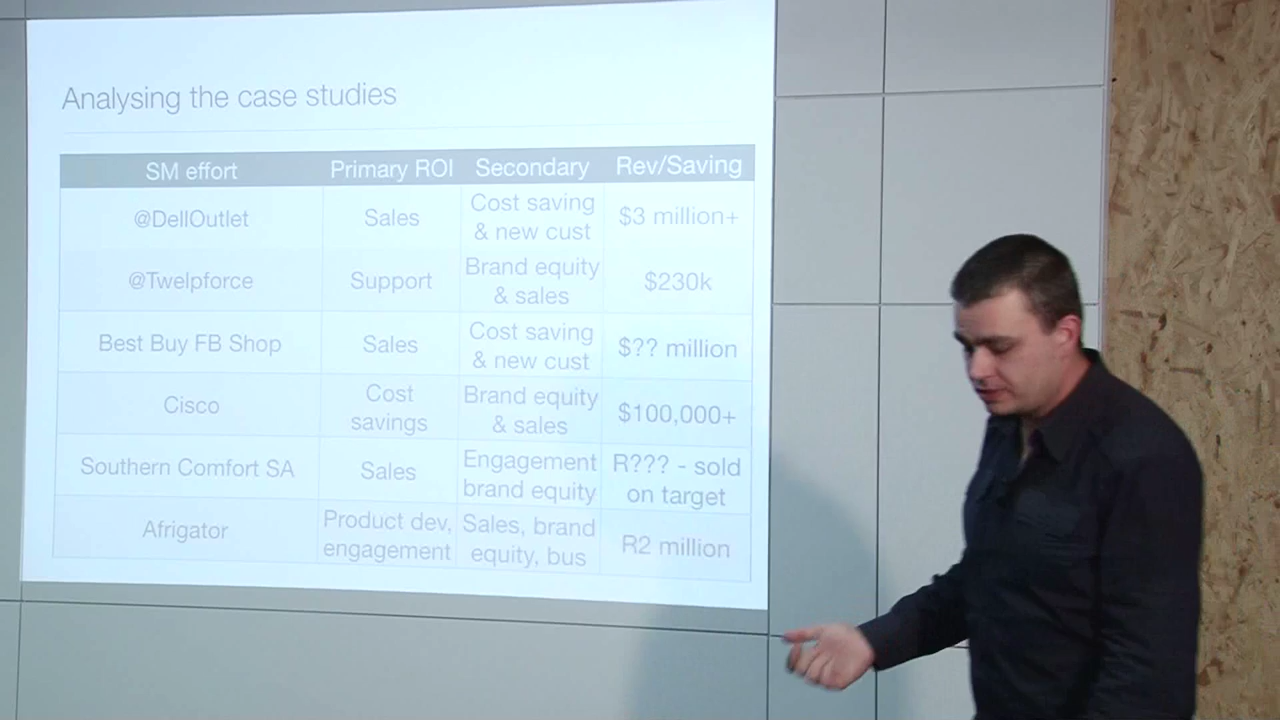 Analysing the case studies
SM effort Primary ROI Secondary Rev/Saving
@DellOutlet Sales Cost saving & new cust $3 million+
@Twelpforce Support Brand equity & sales $230k
Best Buy FB Shop Sales Cost saving & new cust $?? million
Cisco Cost savings Brand equity & sales $100,000+
Southern Comfort SA Sales Engagement brand equity R??? - sold on target
Afrigator Product dev, engagement Sales, brand equity, bus R2 million